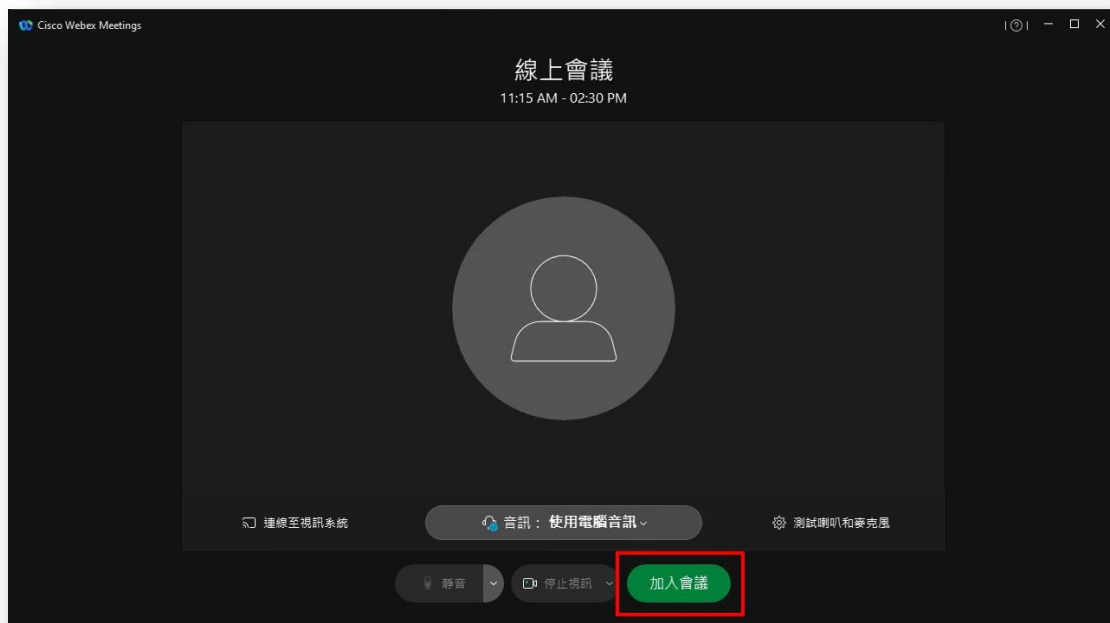 Cisco Webex Meetings
線上會議
11:15 AM - 02:30 PM
連線至視訊系統
音訊： 使用電腦音訊
測試喇叭和麥克風
靜音
停止視訊
加入會議